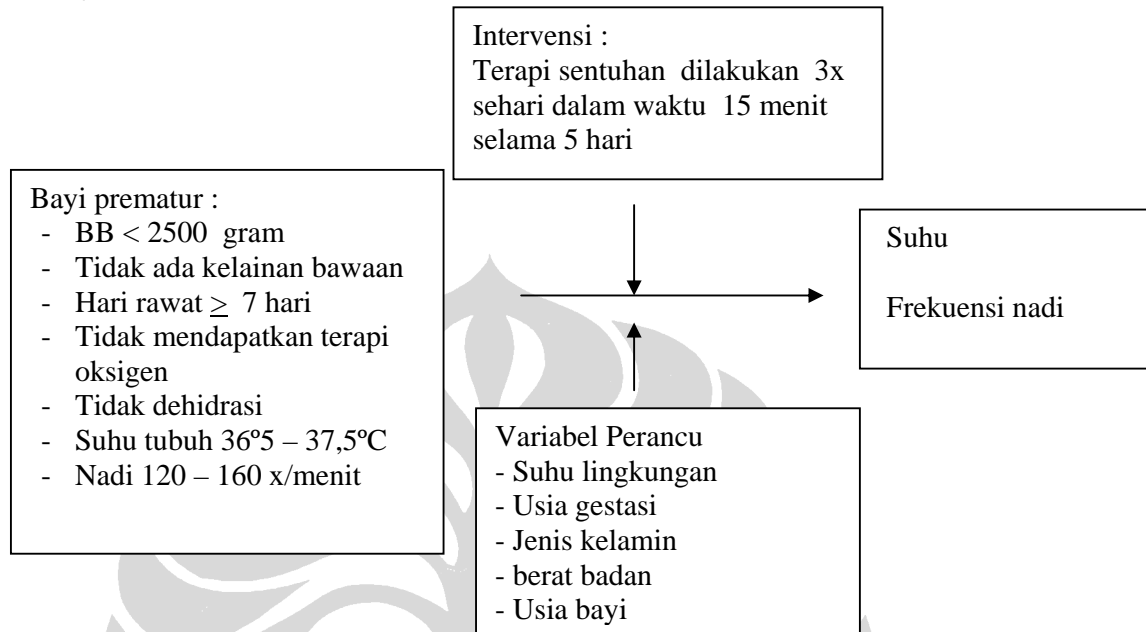 Intervensi :
Terapi sentuhan dilakukan 3x
sehari dalam waktu 15 menit
selama 5 hari
Bayi prematur :
- BB < 2500 gram
- Tidak ada kelainan bawaan
- Hari rawat ≥ 7 hari
- Tidak mendapatkan terapi
oksigen
- Tidak dehidrasi
- Suhu tubuh 36º5 – 37,5ºC
- Nadi 120 – 160 x/menit
Suhu
Frekuensi nadi
Variabel Perancu
- Suhu lingkungan
- Usia gestasi
- Jenis kelamin
- berat badan
- Usia bayi